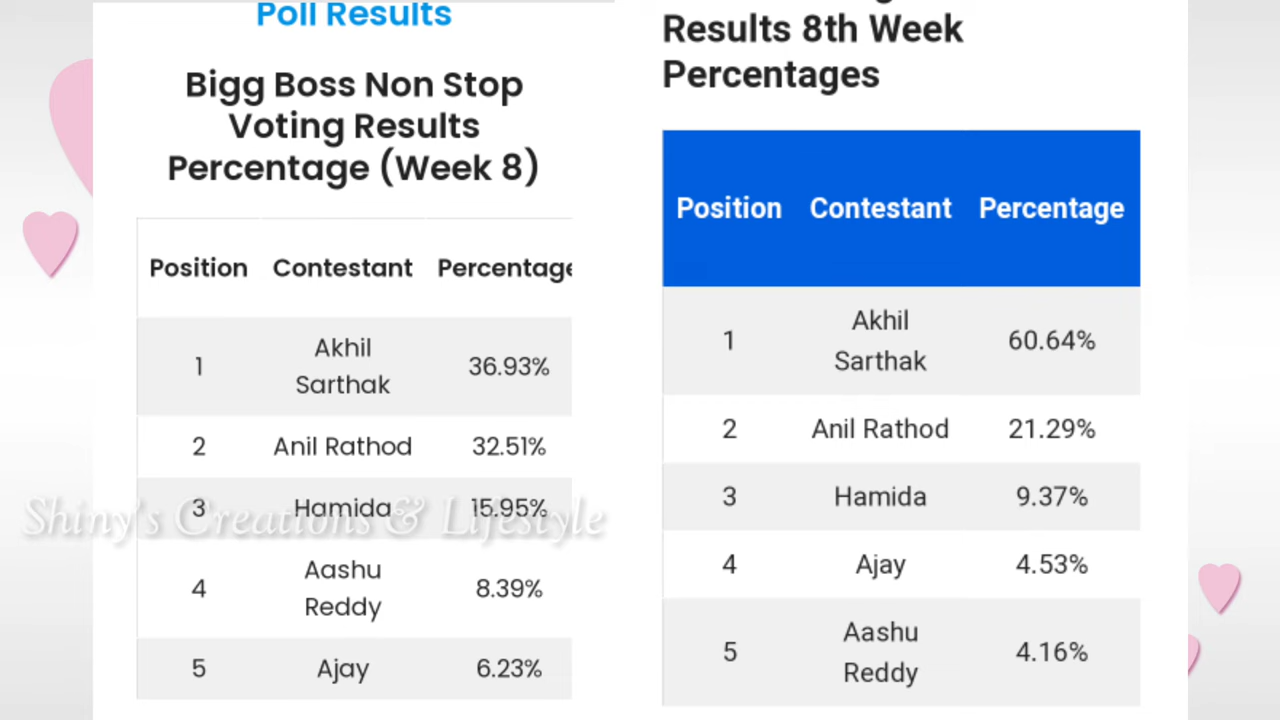 Poll Results
Bigg Boss Non Stop
Voting Results
Percentage (Week 8)
Position Contestant Percentage
1 Akhil Sarthak 36.93%
2 Anil Rathod 32.51%
3 Hamida 15.95%
4 Aashu Reddy 8.39%
5 Ajay 6.23%
Shiny's Creations & Lifestyle
Results 8th Week
Percentages
Position Contestant Percentage
1 Akhil Sarthak 60.64%
2 Anil Rathod 21.29%
3 Hamida 9.37%
4 Ajay 4.53%
5 Aashu Reddy 4.16%